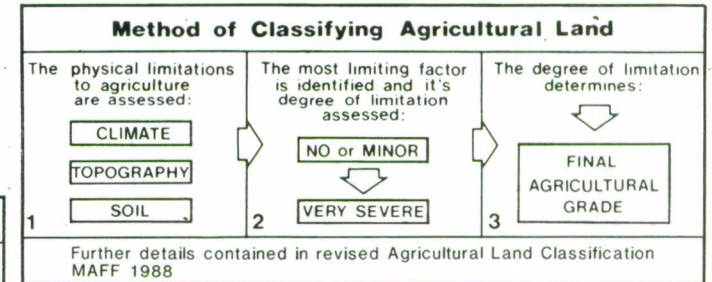 Method of Classifying Agricultural Land
The physical limitations
to agriculture
are assessed:
CLIMATE
TOPOGRAPHY
SOIL
1
The most limiting factor
is identified and it's
degree of limitation
assessed:
NO or MINOR
VERY SEVERE
2
The degree of limitation
determines:
FINAL
AGRICULTURAL
GRADE
3
Further details contained in revised Agricultural Land Classification
MAFF 1988